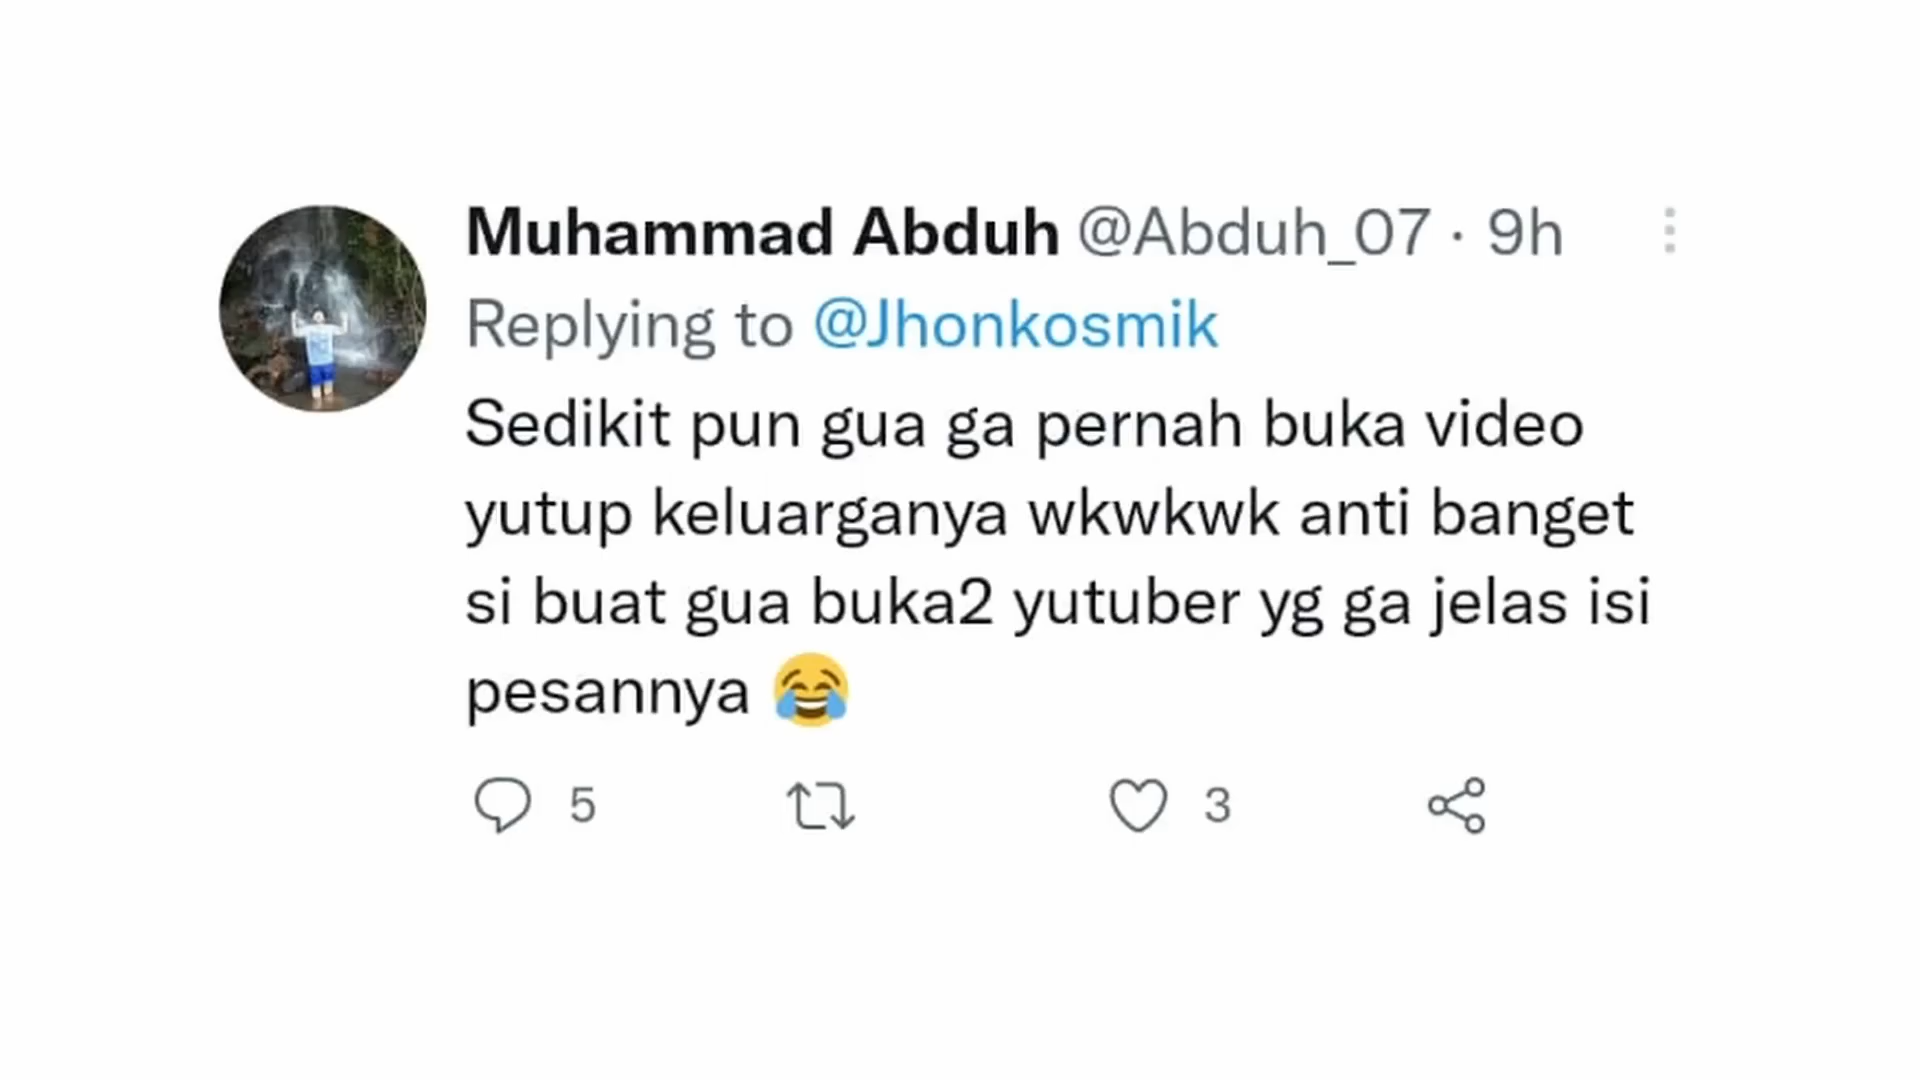 Muhammad Abduh @Abduh_07 · 9h
Replying to @Jhonkosmik
Sedikit pun gua ga pernah buka video
yutup keluarganya wkwkwk anti banget
si buat gua buka2 yutuber yg ga jelas isi
pesannya 😂
5 3